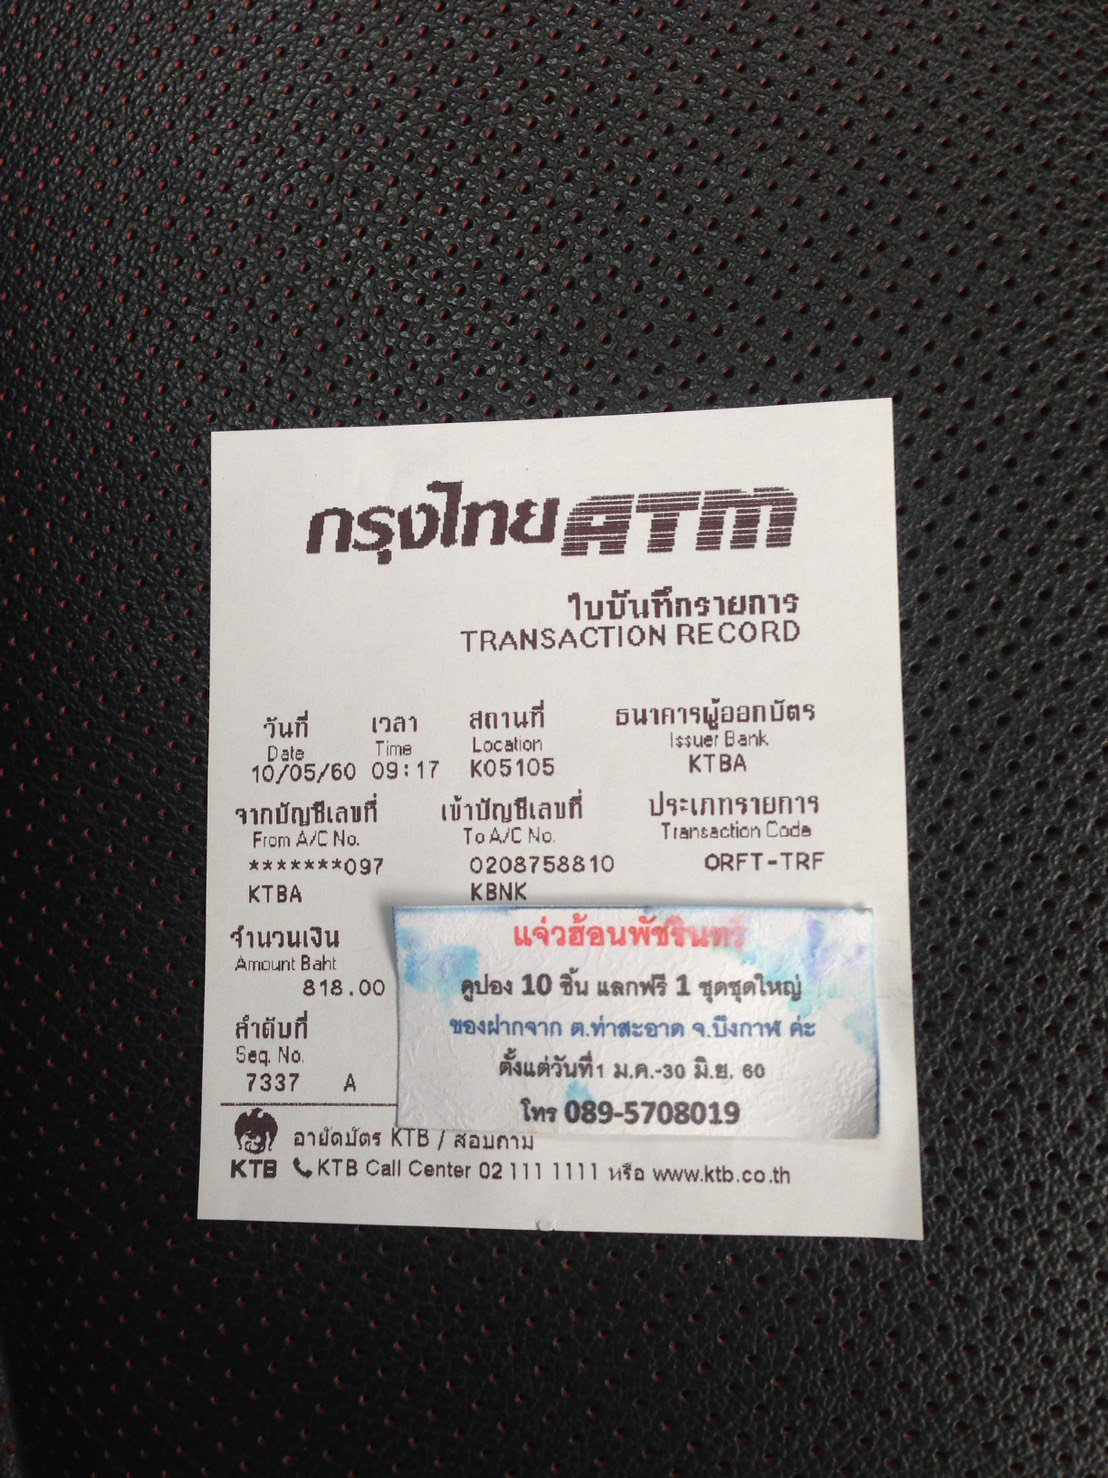 กรุงไทย ATM
ใบบันทึกรายการ
TRANSACTION RECORD
วันที่ เวลา สถานที่ ธนาคารผู้ออกบัตร
Date Time Location Issuer Bank
10/05/60 09:17 K05105 KTBA
จากบัญชีเลขที่ เข้าบัญชีเลขที่ ประเภทรายการ
From A/C No. To A/C No. Transaction Code
*******097 0208758810 ORFT-TRF
KTBA KBNK
จำนวนเงิน
Amount Baht
818.00
ลำดับที่
Seq. No.
7337 A
แจ่วฮ้อนพัชรินทร์
คูปอง 10 ชิ้น แลกฟรี 1 ชุดชุดใหญ่
ของฝากจาก ต.ท่าสะอาด จ.บึงกาฬ ค่ะ
ตั้งแต่วันที่1 ม.ค.-30 มิ.ย. 60
โทร 089-5708019
อายัดบัตร KTB / สอบถาม
KTB KTB Call Center 02 111 1111 หรือ www.ktb.co.th